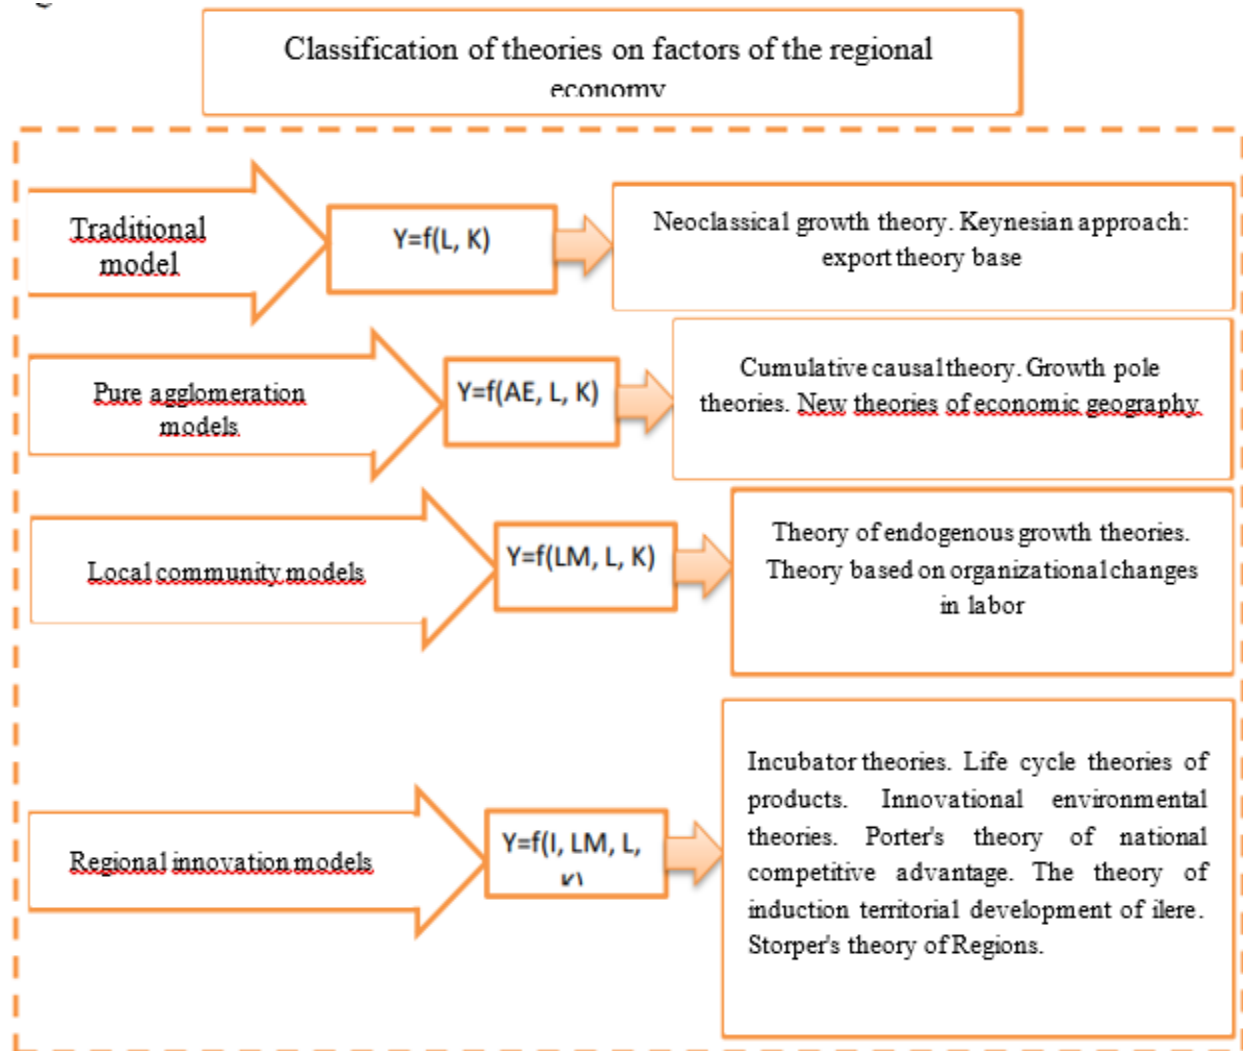 Classification of theories on factors of the regional
economy
Traditional
model
Y=f(L, K)
Neoclassical growth theory. Keynesian approach:
export theory base
Pure agglomeration
models
Y=f(AE, L, K)
Cumulative causal theory. Growth pole
theories. New theories of economic geography
Local community models
Y=f(LM, L, K)
Theory of endogenous growth theories.
Theory based on organizational changes
in labor
Regional innovation models
Y=f(I, LM, L,
K)
Incubator theories. Life cycle theories of
products. Innovational environmental
theories. Porter's theory of national
competitive advantage. The theory of
induction territorial development of ilere.
Storper's theory of Regions.